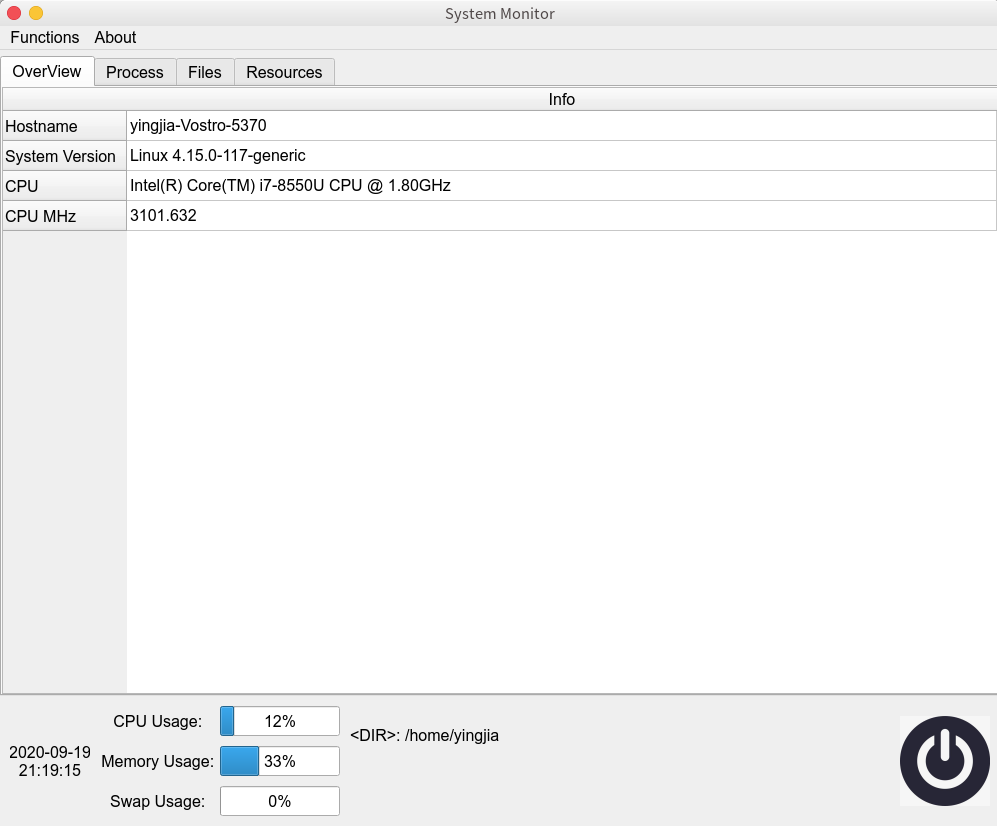 System Monitor
Functions About
OverView Process Files Resources
Info
Hostname yingjia-Vostro-5370
System Version Linux 4.15.0-117-generic
CPU Intel(R) Core(TM) i7-8550U CPU @ 1.80GHz
CPU MHz 3101.632
CPU Usage: 12%
<DIR>: /home/yingjia
2020-09-19
21:19:15
Memory Usage: 33%
Swap Usage: 0%